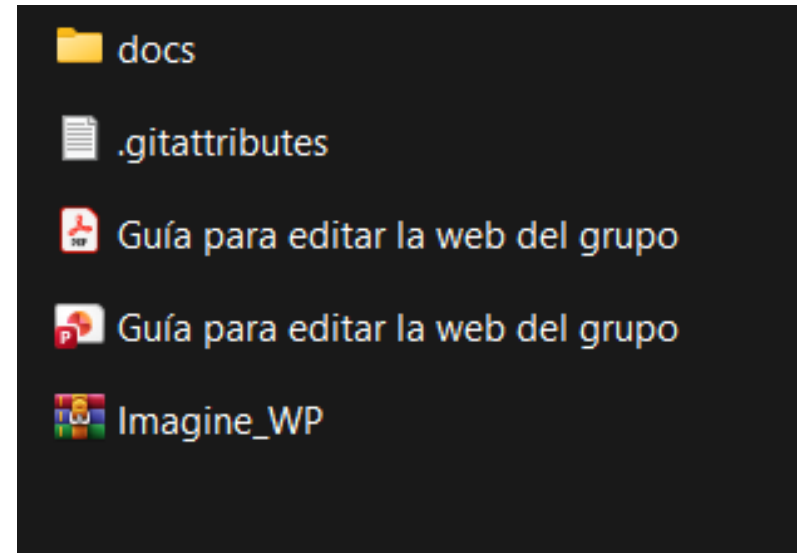 docs
.gitattributes
Guía para editar la web del grupo
Guía para editar la web del grupo
Imagine_WP